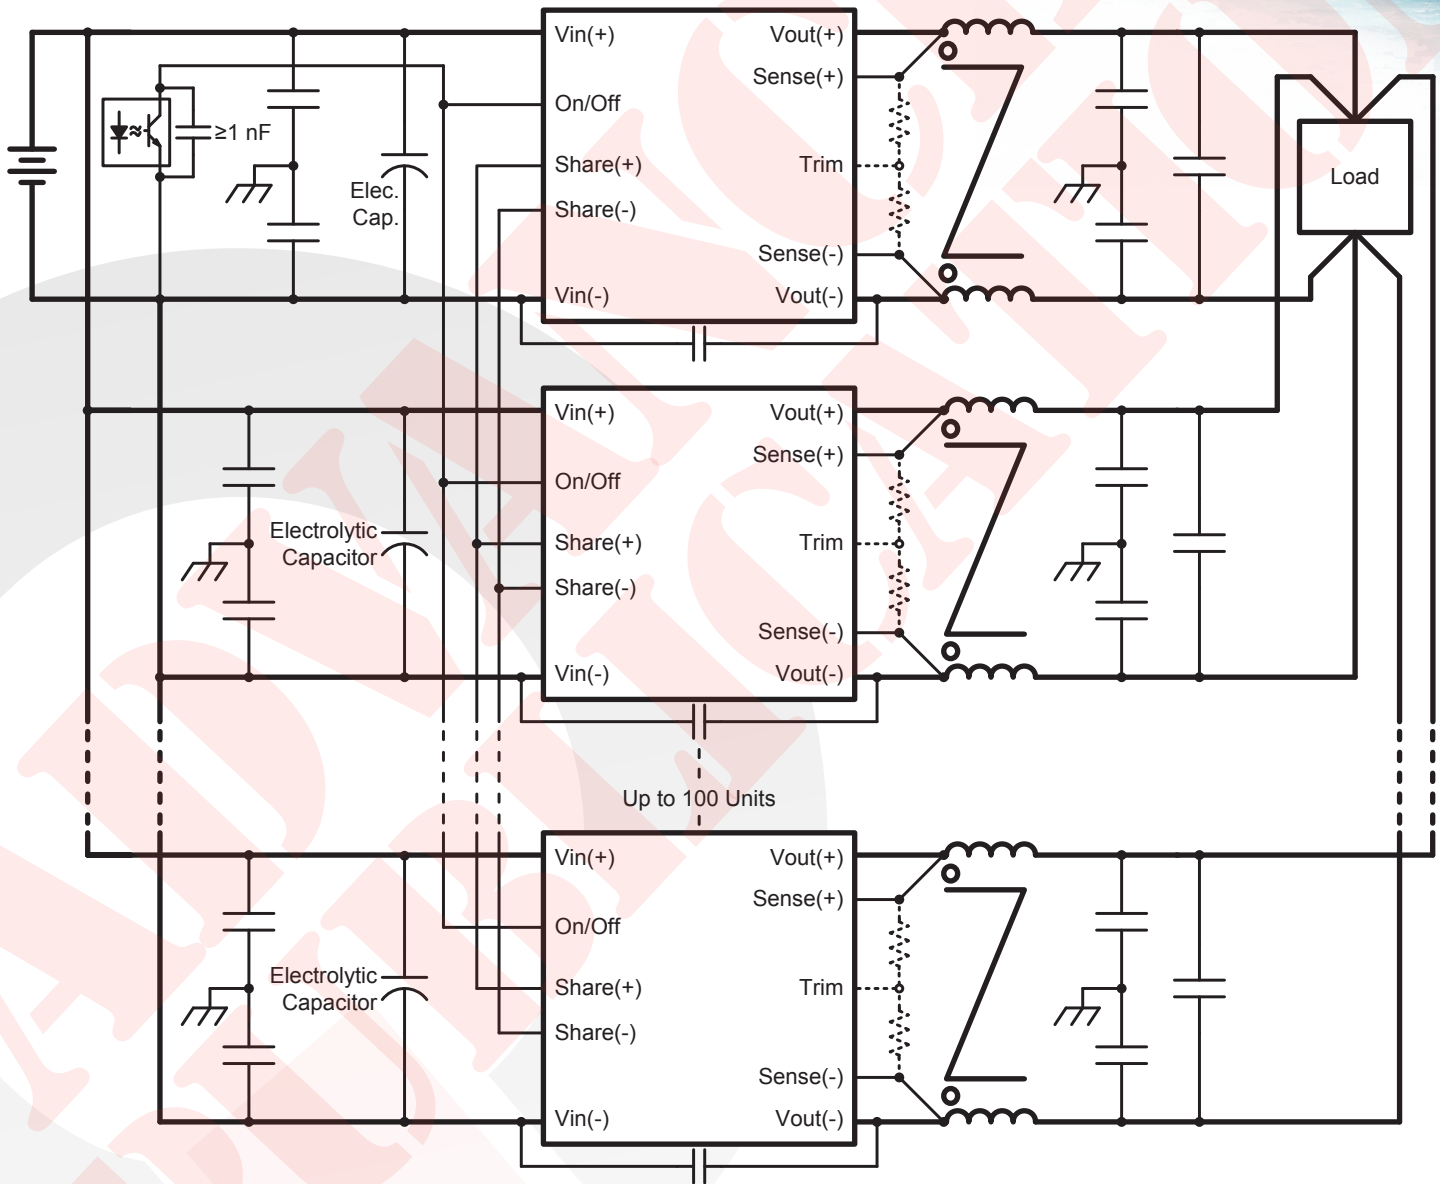 Vin(+)
Vout(+)
Sense(+)
On/Off
≥1 nF
Share(+)
Trim
Load
Elec.
Cap.
Share(-)
Sense(-)
Vin(-)
Vout(-)
Vin(+)
Vout(+)
Sense(+)
On/Off
Electrolytic
Capacitor
Share(+)
Trim
Share(-)
Sense(-)
Vin(-)
Vout(-)
Up to 100 Units
Vin(+)
Vout(+)
Sense(+)
On/Off
Electrolytic
Capacitor
Share(+)
Trim
Share(-)
Sense(-)
Vin(-)
Vout(-)